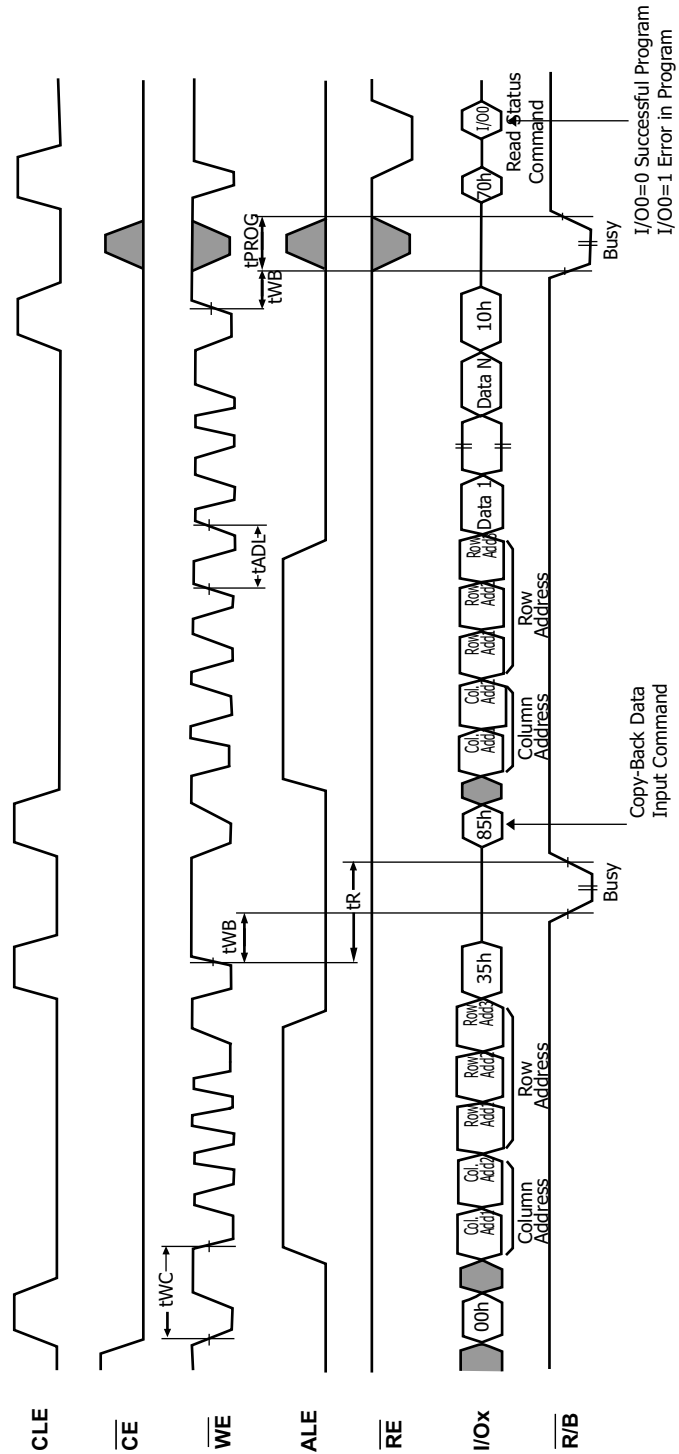 CLE
CE
WE
ALE
RE
I/Ox
R/B
tWC
tWB
tR
tADL
tWB
tPROG
00h
Col. Add1
Col. Add2
Row Add1
Row Add2
Row Add3
35h
85h
Col. Add1
Col. Add2
Row Add1
Row Add2
Row Add3
Data 1
Data N
10h
70h
I/O0
Column
Address
Row
Address
Column
Address
Row
Address
Read Status
Command
Busy
Busy
Copy-Back Data
Input Command
I/O0=0 Successful Program
I/O0=1 Error in Program